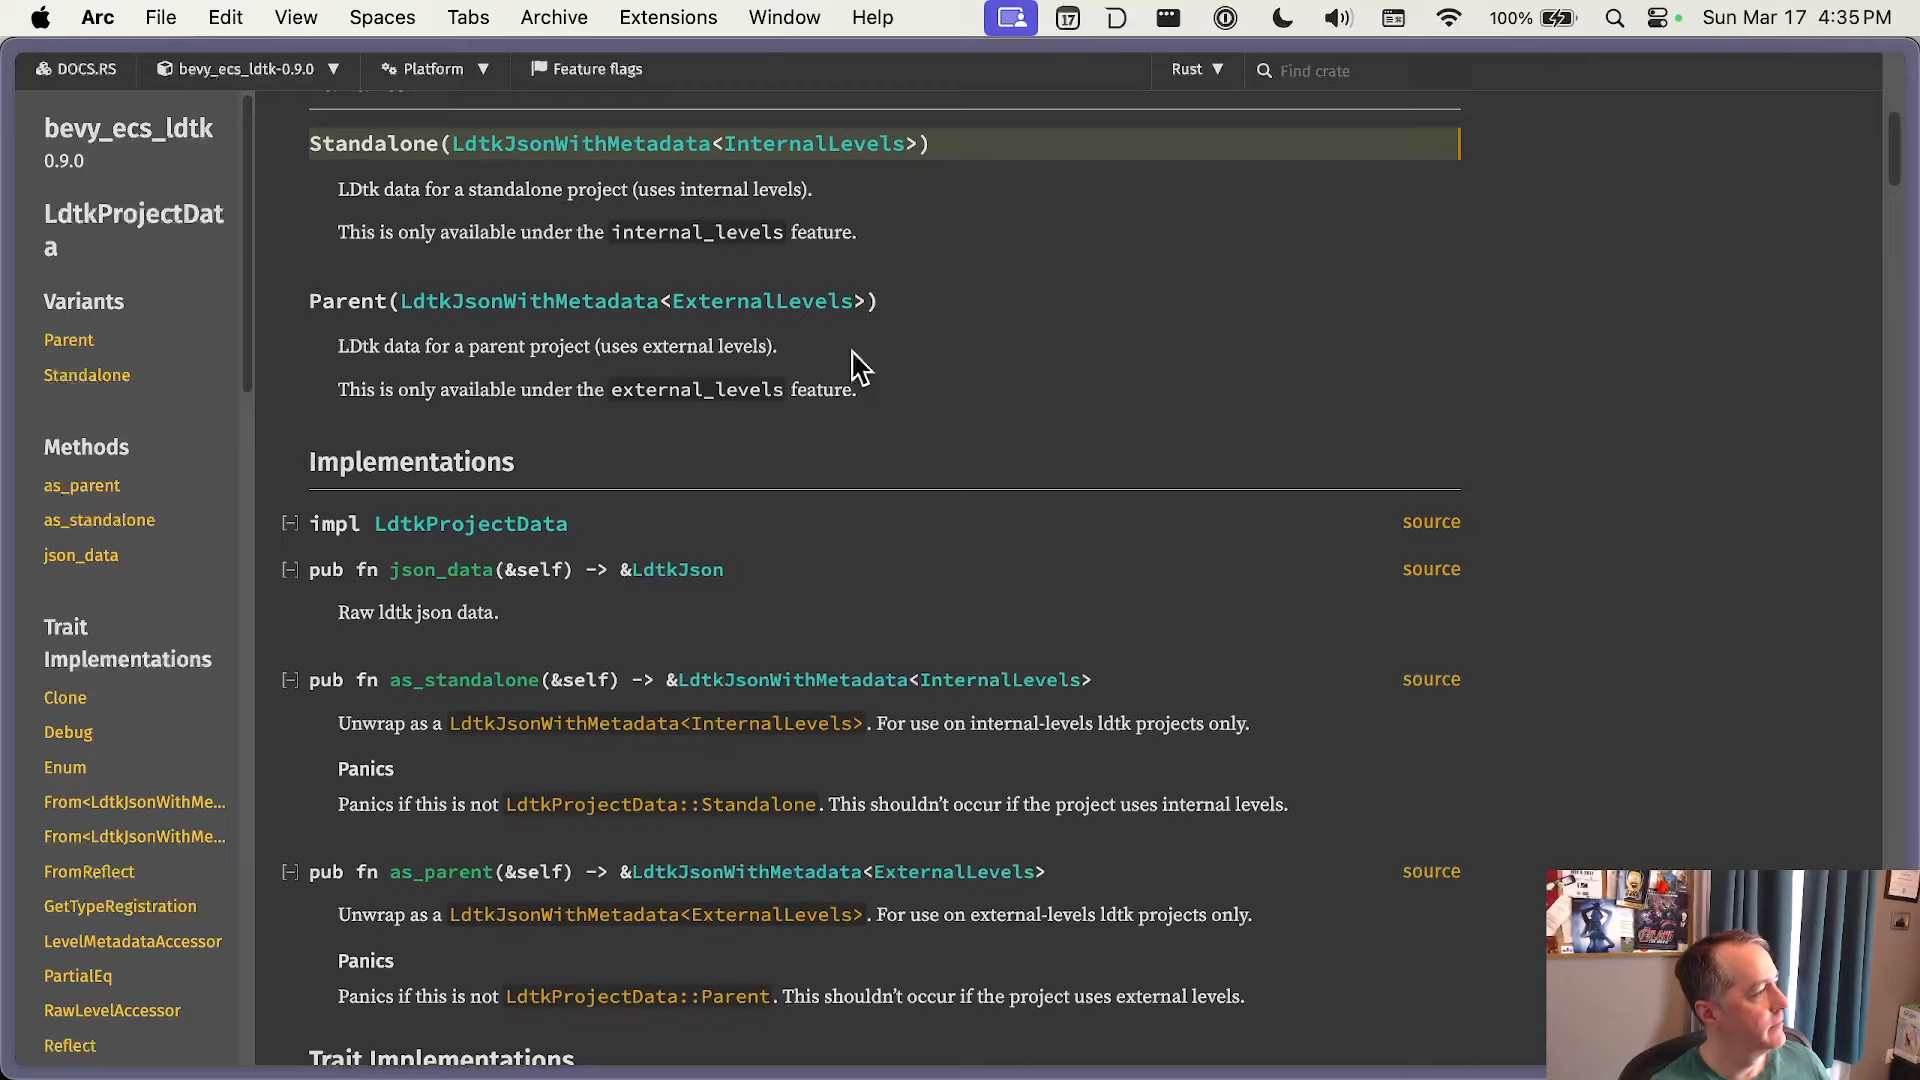 Arc File Edit View Spaces Tabs Archive Extensions Window Help 17 100% Sun Mar 17 4:35 PM
DOCS.RS bevy_ecs_ldtk-0.9.0 ▼ Platform ▼ Feature flags Rust ▼ Find crate
bevy_ecs_ldtk
0.9.0
LdtkProjectDat
a
Variants
Parent
Standalone
Methods
as_parent
as_standalone
json_data
Trait
Implementations
Clone
Debug
Enum
From<LdtkJsonWithMe...
From<LdtkJsonWithMe...
FromReflect
GetTypeRegistration
LevelMetadataAccessor
PartialEq
RawLevelAccessor
Reflect
Standalone(LdtkJsonWithMetadata<InternalLevels>)
LDtk data for a standalone project (uses internal levels).
This is only available under the internal_levels feature.
Parent(LdtkJsonWithMetadata<ExternalLevels>)
LDtk data for a parent project (uses external levels).
This is only available under the external_levels feature.
Implementations
[-] impl LdtkProjectData source
[-] pub fn json_data(&self) -> &LdtkJson source
Raw ldtk json data.
[-] pub fn as_standalone(&self) -> &LdtkJsonWithMetadata<InternalLevels> source
Unwrap as a LdtkJsonWithMetadata<InternalLevels>. For use on internal-levels ldtk projects only.
Panics
Panics if this is not LdtkProjectData::Standalone. This shouldn’t occur if the project uses internal levels.
[-] pub fn as_parent(&self) -> &LdtkJsonWithMetadata<ExternalLevels> source
Unwrap as a LdtkJsonWithMetadata<ExternalLevels>. For use on external-levels ldtk projects only.
Panics
Panics if this is not LdtkProjectData::Parent. This shouldn’t occur if the project uses external levels.
Trait Implementations